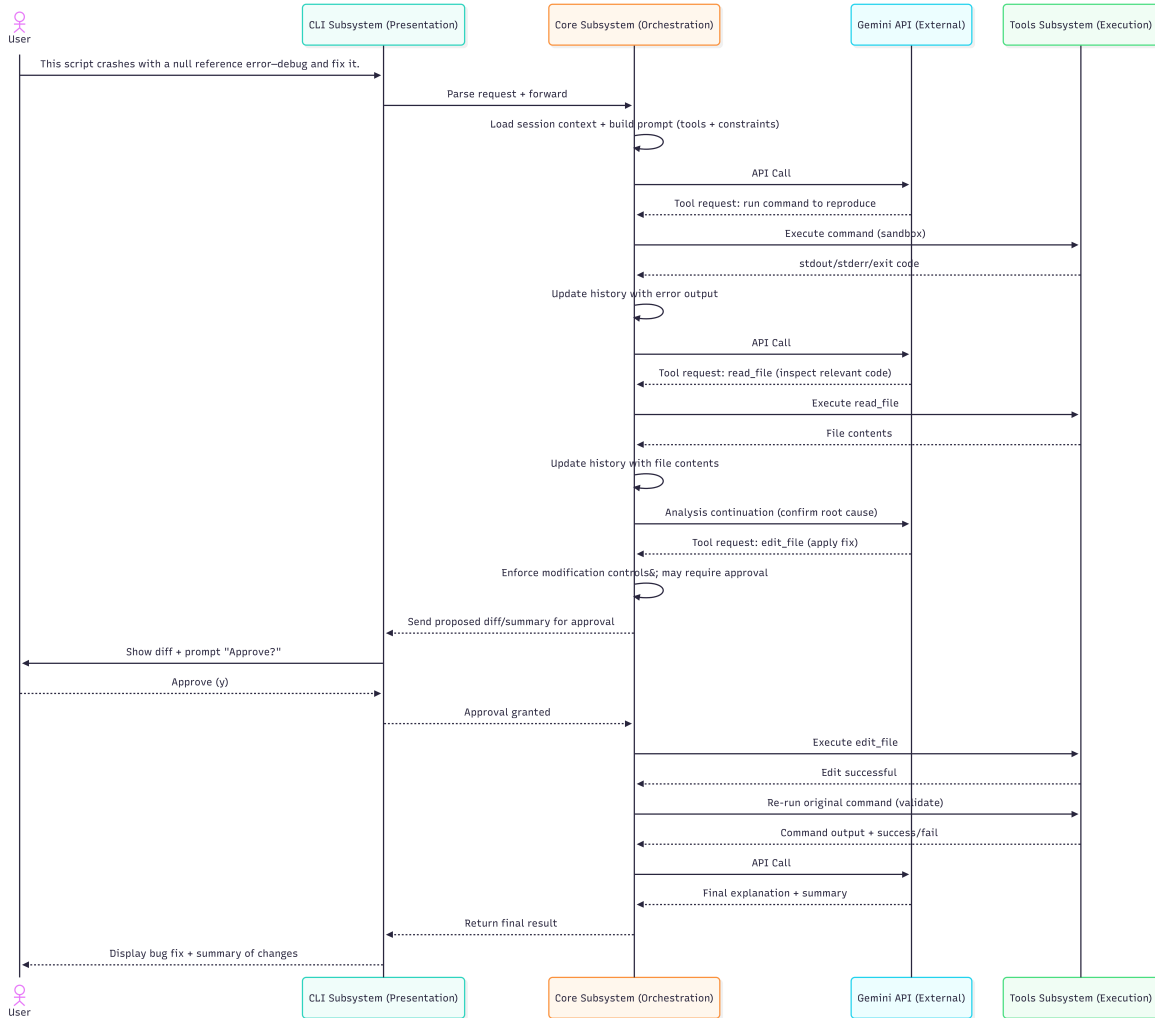 User
CLI Subsystem (Presentation)
Core Subsystem (Orchestration)
Gemini API (External)
Tools Subsystem (Execution)
This script crashes with a null reference error—debug and fix it.
Parse request + forward
Load session context + build prompt (tools + constraints)
API Call
Tool request: run command to reproduce
Execute command (sandbox)
stdout/stderr/exit code
Update history with error output
API Call
Tool request: read_file (inspect relevant code)
Execute read_file
File contents
Update history with file contents
Analysis continuation (confirm root cause)
Tool request: edit_file (apply fix)
Enforce modification controls&; may require approval
Send proposed diff/summary for approval
Show diff + prompt "Approve?"
Approve (y)
Approval granted
Execute edit_file
Edit successful
Re-run original command (validate)
Command output + success/fail
API Call
Final explanation + summary
Return final result
Display bug fix + summary of changes
User
CLI Subsystem (Presentation)
Core Subsystem (Orchestration)
Gemini API (External)
Tools Subsystem (Execution)